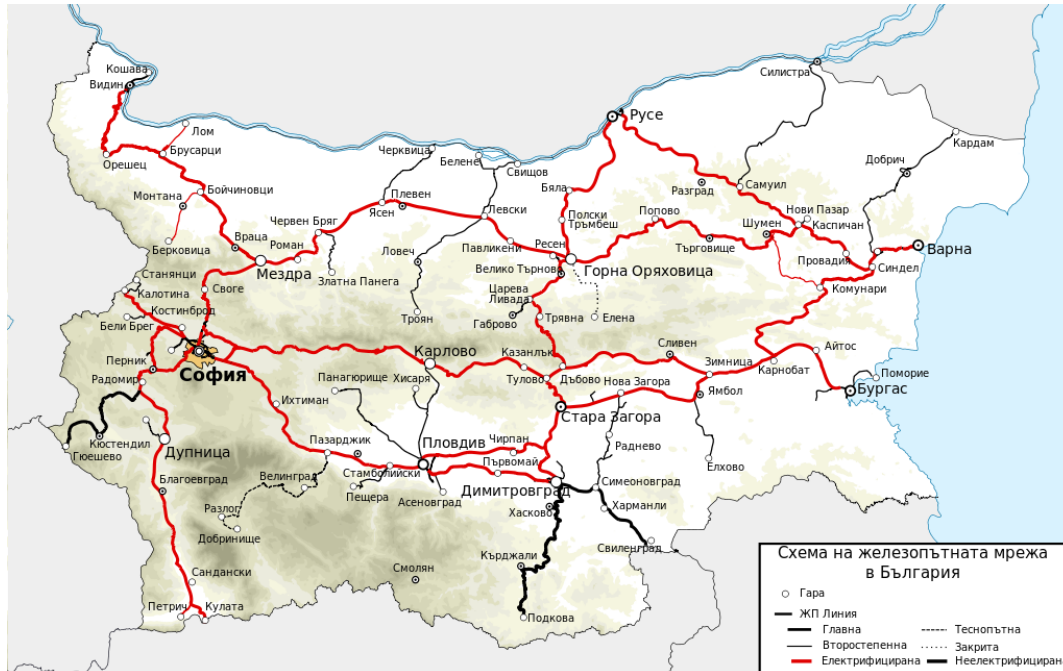 Кошава
Видин
Лом
Орешец
Брусарци
Бойчиновци
Монтана
Берковица
Враца
Мездра
Роман
Червен Бряг
Златна Панега
Черквица
Белене
Свищов
Плевен
Ясен
Левски
Ловеч
Троян
Павликени
Ресен
Бяла
Полски
Тръмбеш
Русе
Силистра
Кардам
Добрич
Самуил
Разград
Попово
Търговище
Шумен
Нови Пазар
Каспичан
Провадия
Синдел
Варна
Комунари
Горна Оряховица
Велико Търново
Царева
Ливада
Габрово
Трявна
Елена
Станянци
Калотина
Своге
Костинброд
Бели Брег
Перник
София
Радомир
Кюстендил
Гюешево
Дупница
Благоевград
Сандански
Петрич
Кулата
Ихтиман
Панагюрище
Хисаря
Карлово
Казанлък
Тулово
Дъбово
Сливен
Зимница
Карнобат
Айтос
Поморие
Бургас
Нова Загора
Ямбол
Стара Загора
Елхово
Раднево
Пазарджик
Стамболийски
Пловдив
Чирпан
Първомай
Димитровград
Симеоновград
Харманли
Свиленград
Хасково
Кърджали
Подкова
Асеновград
Пещера
Велинград
Разлог
Добринище
Смолян
Схема на железопътната мрежа
в България
Гара
ЖП Линия
Главна
Теснопътна
Второстепенна
Закрита
Електрифицирана
Неелектрифициран